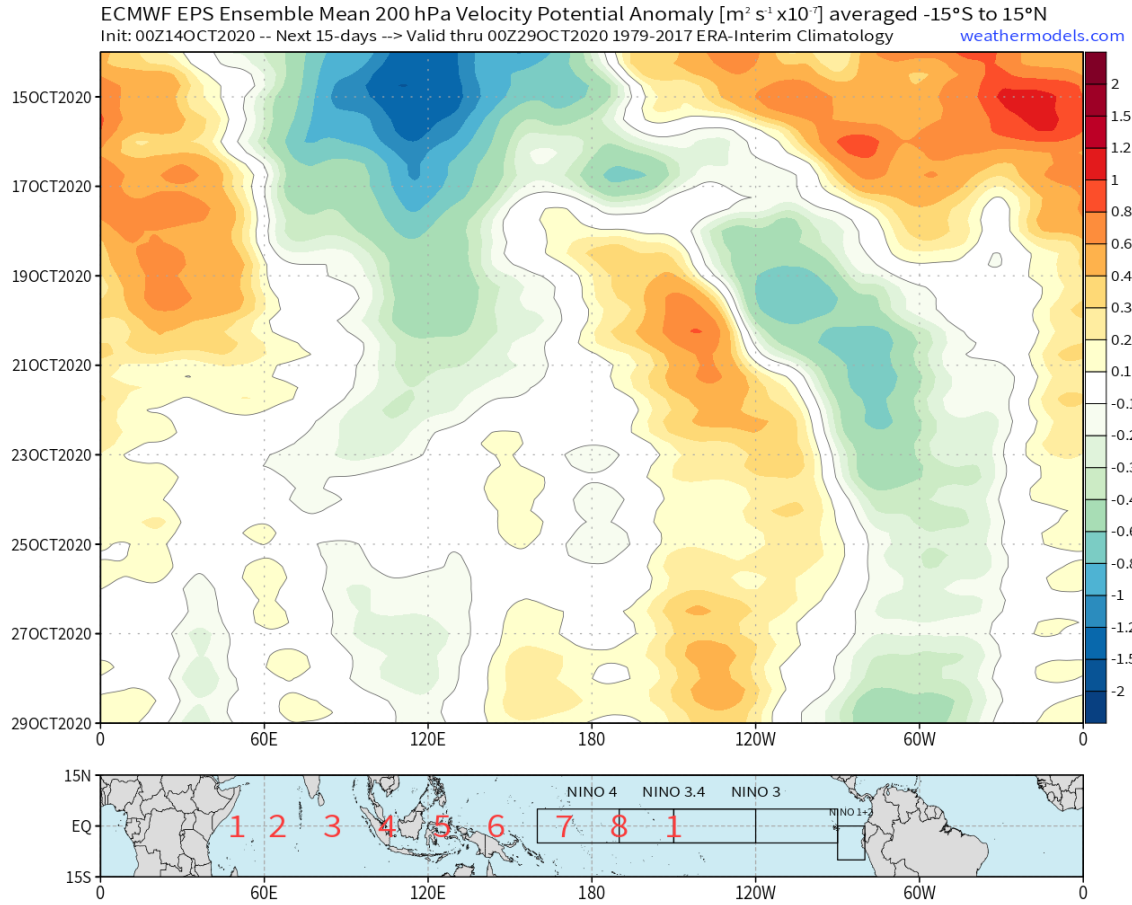 ECMWF EPS Ensemble Mean 200 hPa Velocity Potential Anomaly [m² s⁻¹ x10⁻⁷] averaged -15°S to 15°N
Init: 00Z14OCT2020 -- Next 15-days --> Valid thru 00Z29OCT2020 1979-2017 ERA-Interim Climatology weathermodels.com
15OCT2020
17OCT2020
19OCT2020
21OCT2020
23OCT2020
25OCT2020
27OCT2020
29OCT2020
0 60E 120E 180 120W 60W 0
2
1.5
1.2
1
0.8
0.6
0.4
0.3
0.2
0.1
-0.1
-0.2
-0.3
-0.4
-0.6
-0.8
-1
-1.2
-1.5
-2
15N
EQ
15S
NINO 4 NINO 3.4 NINO 3
NINO 1+2
1 2 3 4 5 6 7 8 1
0 60E 120E 180 120W 60W 0